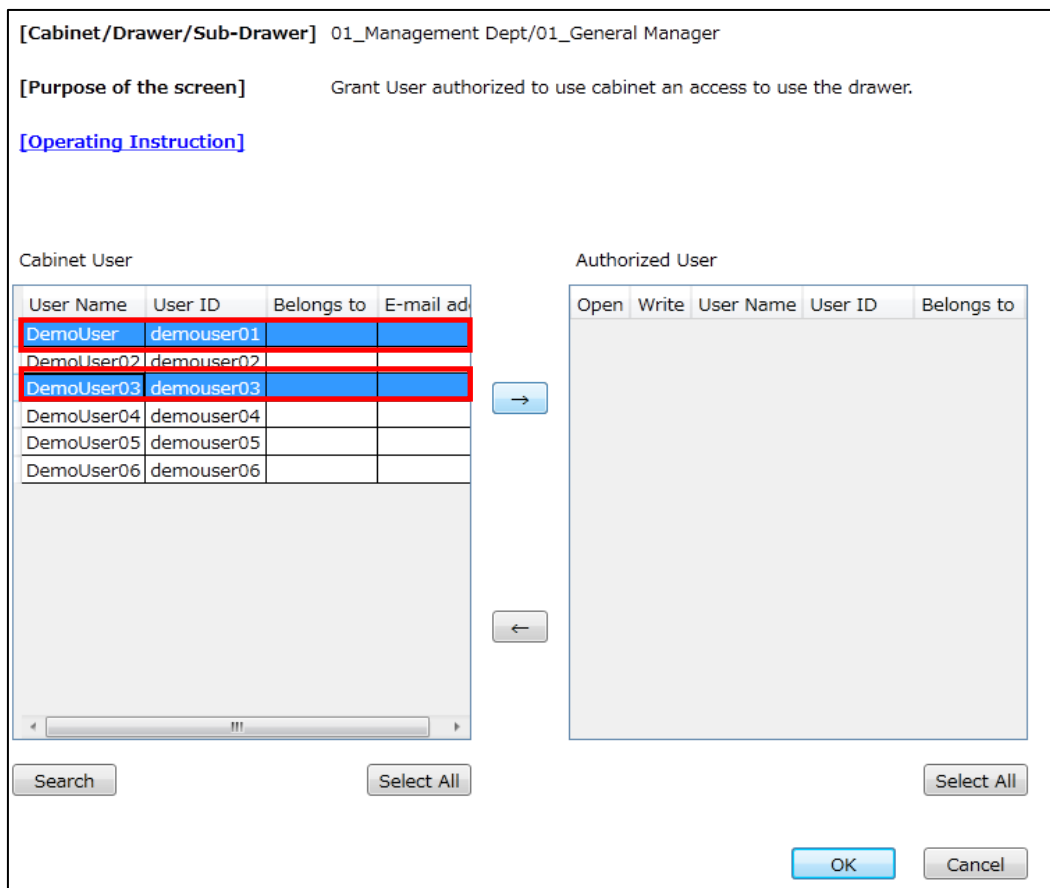 [Cabinet/Drawer/Sub-Drawer] 01_Management Dept/01_General Manager
[Purpose of the screen] Grant User authorized to use cabinet an access to use the drawer.
[Operating Instruction]
Cabinet User
User Name User ID Belongs to E-mail ad
DemoUser demouser01
DemoUser02 demouser02
DemoUser03 demouser03
DemoUser04 demouser04
DemoUser05 demouser05
DemoUser06 demouser06
Search
Select All
→
←
Authorized User
Open Write User Name User ID Belongs to
Select All
OK
Cancel